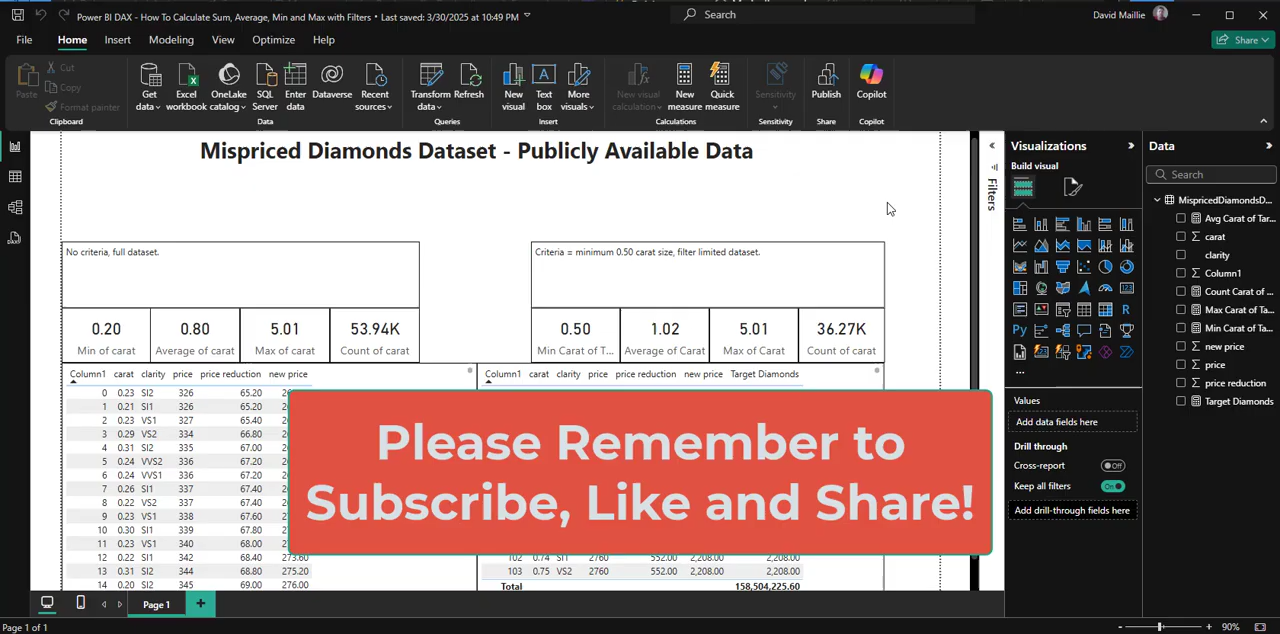 Power BI DAX - How To Calculate Sum, Average, Min and Max with Filters • Last saved: 3/30/2025 at 10:49 PM
Search
David Maillie
File Home Insert Modeling View Optimize Help
Share
Paste
Cut
Copy
Format painter
Clipboard
Get data
Excel workbook
OneLake catalog
SQL Server
Enter data
Dataverse
Recent sources
Data
Transform data
Refresh
Queries
New visual
Text box
More visuals
Insert
New visual calculation
New measure
Quick measure
Calculations
Sensitivity
Sensitivity
Publish
Share
Copilot
Copilot
Mispriced Diamonds Dataset - Publicly Available Data
No criteria, full dataset.
0.20 0.80 5.01 53.94K
Min of carat Average of carat Max of carat Count of carat
Column1 carat clarity price price reduction new price
0 0.23 SI2 326 65.20
1 0.21 SI1 326 65.20
2 0.23 VS1 327 65.40
3 0.29 VS2 334 66.80
4 0.31 SI2 335 67.00
5 0.24 VVS2 336 67.20
6 0.24 VVS1 336 67.20
7 0.26 SI1 337 67.40
8 0.22 VS2 337 67.40
9 0.23 VS1 338 67.60
10 0.30 SI1 339 67.80
11 0.23 VS1 340 68.00
12 0.22 SI1 342 68.40 273.60
13 0.31 SI2 344 68.80 275.20
14 0.20 SI2 345 69.00 276.00
Criteria = minimum 0.50 carat size, filter limited dataset.
0.50 1.02 5.01 36.27K
Min Carat of T... Average of Carat Max of Carat Count of carat
Column1 carat clarity price price reduction new price Target Diamonds
102 0.74 SI1 2760 552.00 2,208.00 2,208.00
103 0.75 VS2 2760 552.00 2,208.00 2,208.00
Total 158,504,225.60
Please Remember to
Subscribe, Like and Share!
Filters
Visualizations
Build visual
Values
Add data fields here
Drill through
Cross-report Off
Keep all filters On
Add drill-through fields here
Data
Search
MispricedDiamondsD...
Avg Carat of Tar...
carat
clarity
Column1
Count Carat of ...
Max Carat of Ta...
Min Carat of Ta...
new price
price
price reduction
Target Diamonds
Page 1
Page 1 of 1
90%